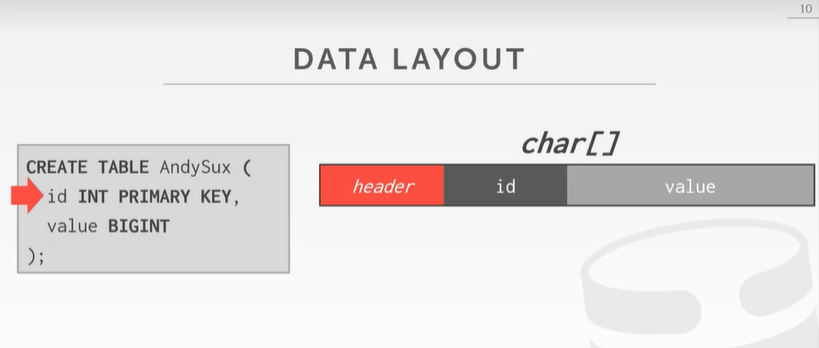 10
DATA LAYOUT
char[]
CREATE TABLE AndySux (
id INT PRIMARY KEY,
value BIGINT
);
header id value